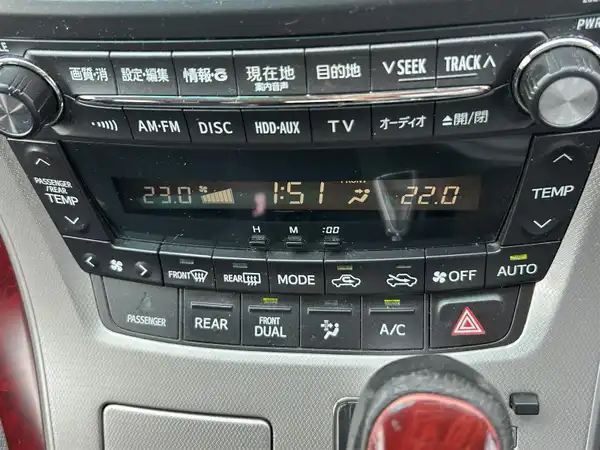 PWR
画質・消 設定・編集 情報・G 現在地 案内音声 目的地 ∨SEEK TRACK∧
AM・FM DISC HDD・AUX TV オーディオ ▲開/閉
PASSENGER/REAR TEMP 23.0 1:51 FRONT 22.0 TEMP
H M :00
FRONT REAR MODE OFF AUTO
PASSENGER REAR FRONT DUAL A/C